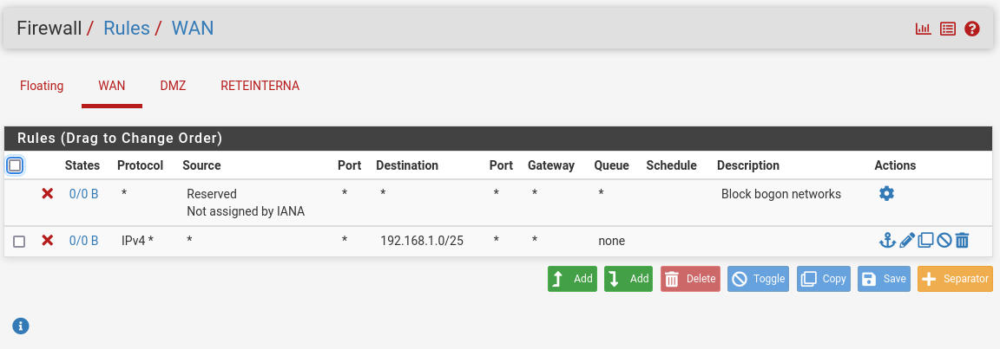 Firewall / Rules / WAN
Floating WAN DMZ RETEINTERNA
Rules (Drag to Change Order)
States Protocol Source Port Destination Port Gateway Queue Schedule Description Actions
0/0 B * Reserved * * * * * Block bogon networks
Not assigned by IANA
0/0 B IPv4 * * * 192.168.1.0/25 * * none
Add Add Delete Toggle Copy Save Separator